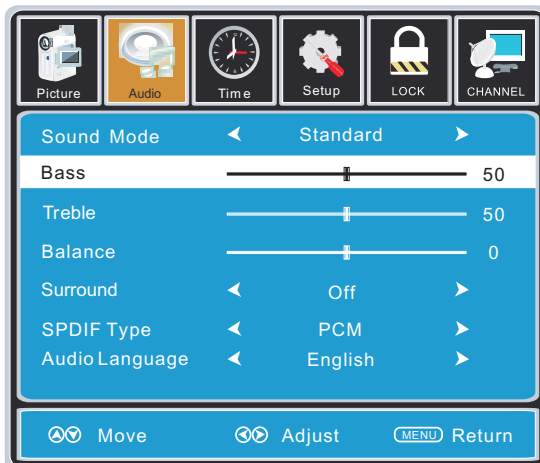 Picture Audio Time Setup LOCK CHANNEL
Sound Mode Standard
Bass 50
Treble 50
Balance 0
Surround Off
SPDIF Type PCM
Audio Language English
Move Adjust MENU Return